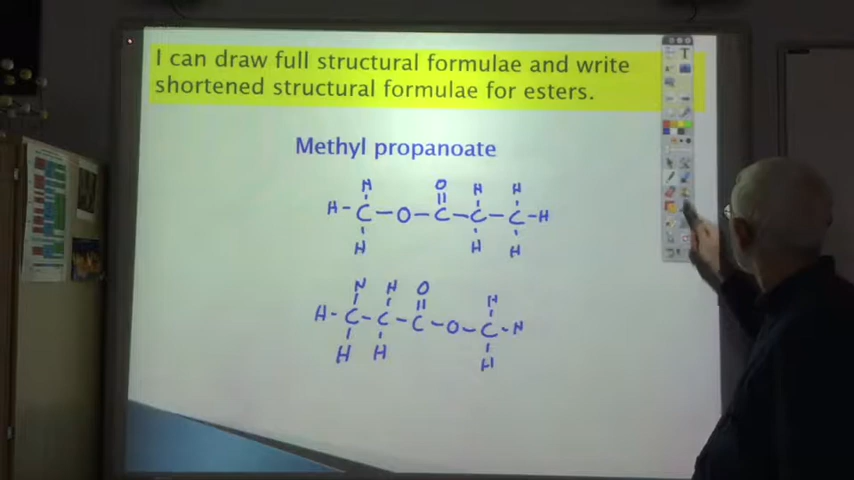 I can draw full structural formulae and write
shortened structural formulae for esters.
Methyl propanoate
H O H H
H-C-O-C-C-C-H
H H H
H H O H
H-C-C-C-O-C-H
H H H
T